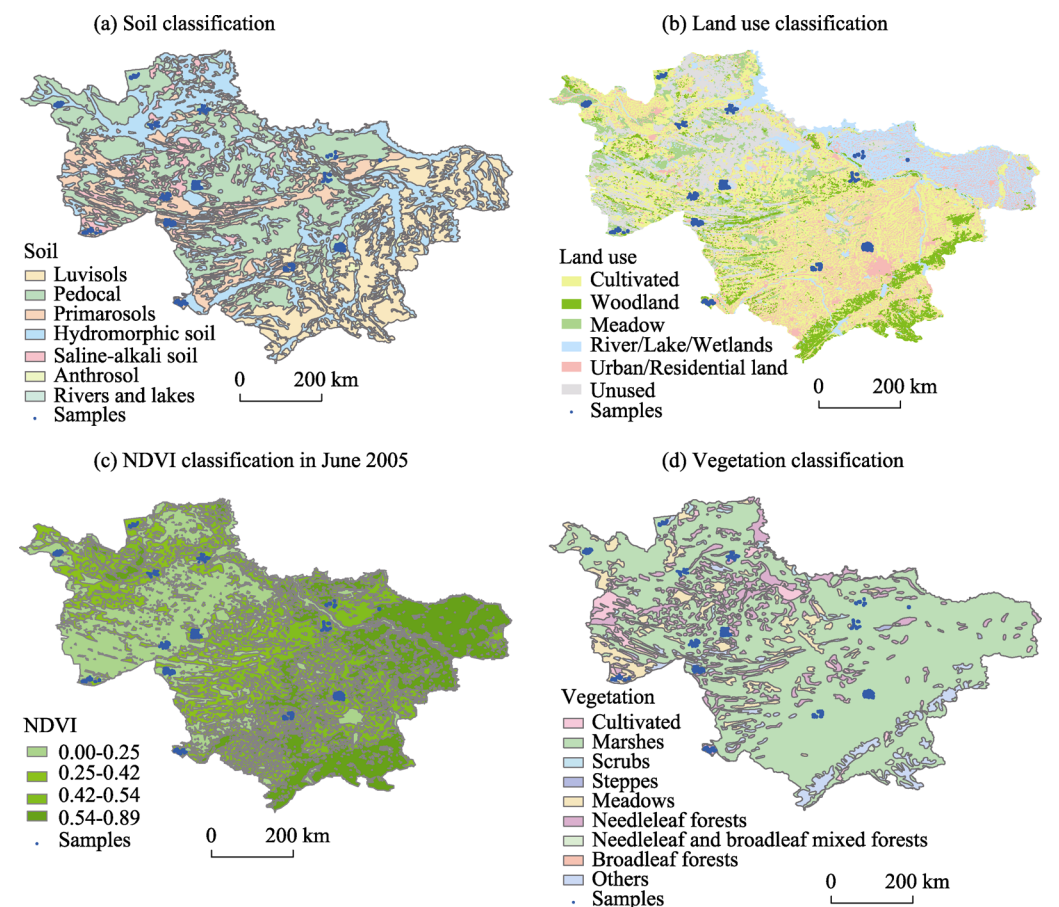 (a) Soil classification
Soil
Luvisols
Pedocal
Primarosols
Hydromorphic soil
Saline-alkali soil
Anthrosol
Rivers and lakes
Samples
0 200 km
(b) Land use classification
Land use
Cultivated
Woodland
Meadow
River/Lake/Wetlands
Urban/Residential land
Unused
Samples
0 200 km
(c) NDVI classification in June 2005
NDVI
0.00-0.25
0.25-0.42
0.42-0.54
0.54-0.89
Samples
0 200 km
(d) Vegetation classification
Vegetation
Cultivated
Marshes
Scrubs
Steppes
Meadows
Needleleaf forests
Needleleaf and broadleaf mixed forests
Broadleaf forests
Others
Samples
0 200 km